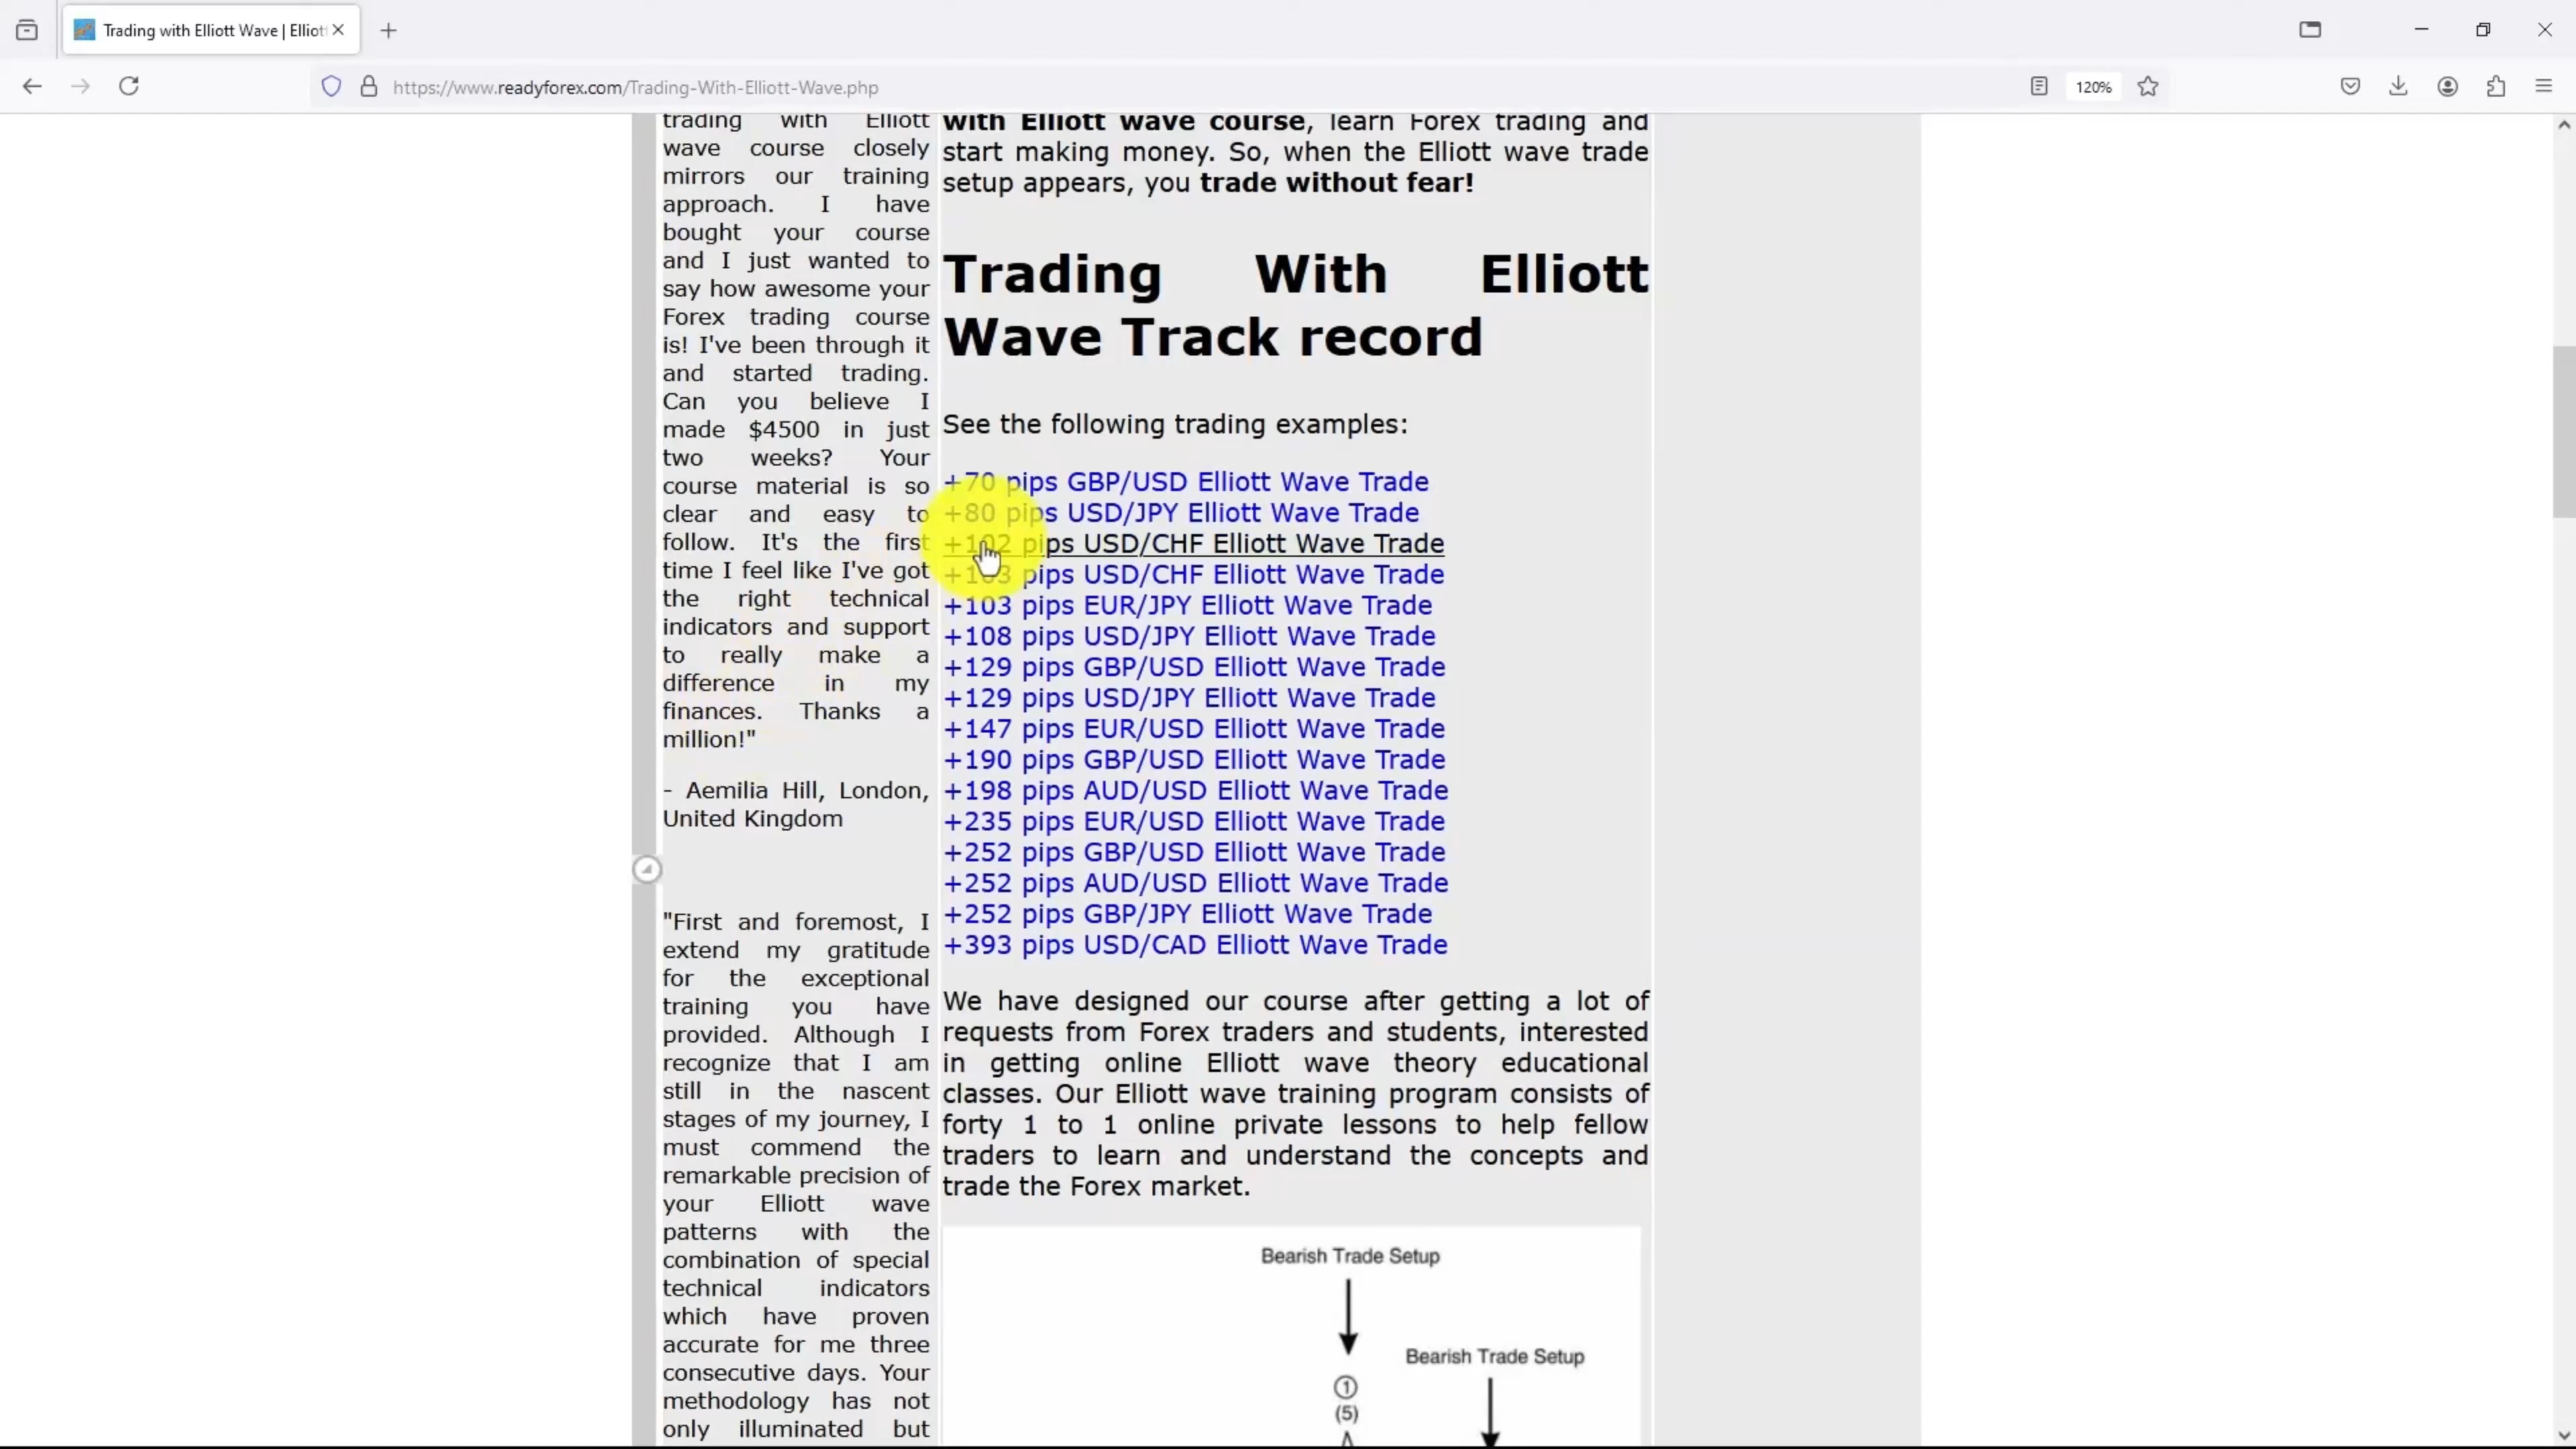 Trading with Elliott Wave | Elliot
https://www.readyforex.com/Trading-With-Elliott-Wave.php
120%
trading with Elliott
wave course closely
mirrors our training
approach. I have
bought your course
and I just wanted to
say how awesome your
Forex trading course
is! I've been through it
and started trading.
Can you believe I
made $4500 in just
two weeks? Your
course material is so
clear and easy to
follow. It's the first
time I feel like I've got
the right technical
indicators and support
to really make a
difference in my
finances. Thanks a
million!"
- Aemilia Hill, London,
United Kingdom
"First and foremost, I
extend my gratitude
for the exceptional
training you have
provided. Although I
recognize that I am
still in the nascent
stages of my journey, I
must commend the
remarkable precision of
your Elliott wave
patterns with the
combination of special
technical indicators
which have proven
accurate for me three
consecutive days. Your
methodology has not
only illuminated but
with Elliott wave course, learn Forex trading and
start making money. So, when the Elliott wave trade
setup appears, you trade without fear!
Trading With Elliott
Wave Track record
See the following trading examples:
+70 pips GBP/USD Elliott Wave Trade
+80 pips USD/JPY Elliott Wave Trade
+102 pips USD/CHF Elliott Wave Trade
+103 pips USD/CHF Elliott Wave Trade
+103 pips EUR/JPY Elliott Wave Trade
+108 pips USD/JPY Elliott Wave Trade
+129 pips GBP/USD Elliott Wave Trade
+129 pips USD/JPY Elliott Wave Trade
+147 pips EUR/USD Elliott Wave Trade
+190 pips GBP/USD Elliott Wave Trade
+198 pips AUD/USD Elliott Wave Trade
+235 pips EUR/USD Elliott Wave Trade
+252 pips GBP/USD Elliott Wave Trade
+252 pips AUD/USD Elliott Wave Trade
+252 pips GBP/JPY Elliott Wave Trade
+393 pips USD/CAD Elliott Wave Trade
We have designed our course after getting a lot of
requests from Forex traders and students, interested
in getting online Elliott wave theory educational
classes. Our Elliott wave training program consists of
forty 1 to 1 online private lessons to help fellow
traders to learn and understand the concepts and
trade the Forex market.
Bearish Trade Setup
Bearish Trade Setup
①
(5)